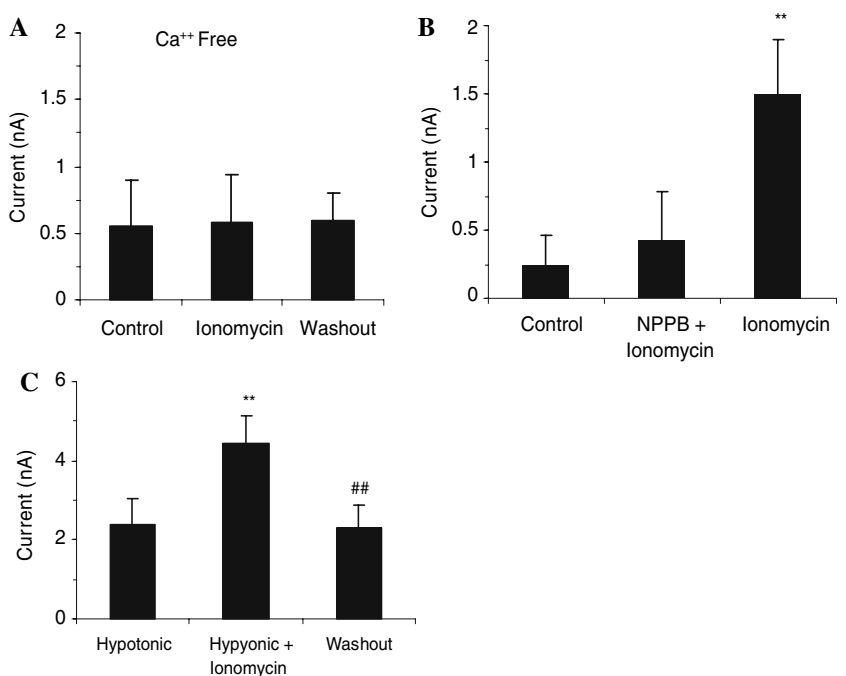 A
Ca++ Free
Current (nA)
2
1.5
1
0.5
0
Control Ionomycin Washout
B
**
Current (nA)
2
1.5
1
0.5
0
Control NPPB + Ionomycin
Ionomycin
C
**
##
Current (nA)
6
4
2
0
Hypotonic Hypyonic + Washout
Ionomycin